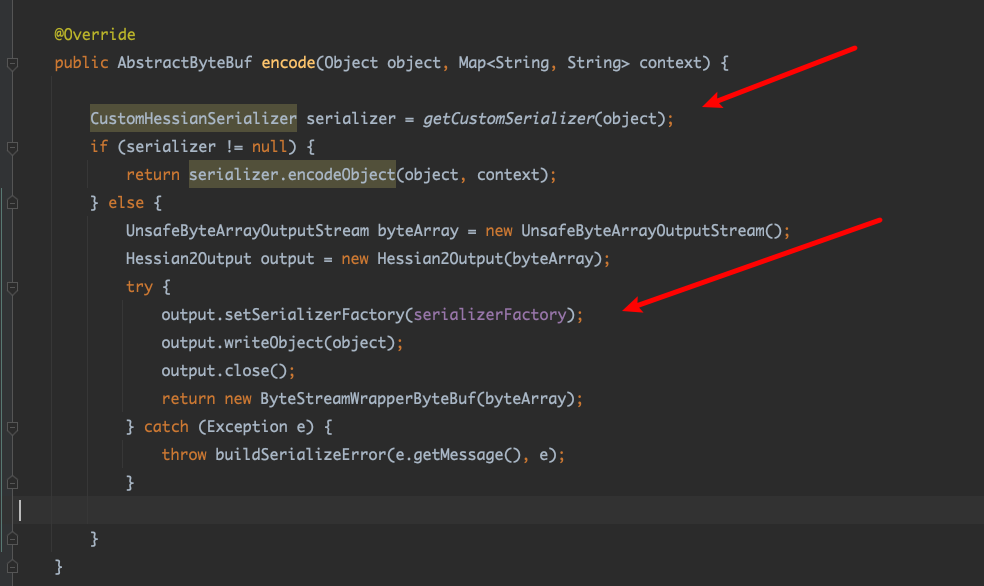 @Override
public AbstractByteBuf encode(Object object, Map<String, String> context) {
CustomHessianSerializer serializer = getCustomSerializer(object);
if (serializer != null) {
return serializer.encodeObject(object, context);
} else {
UnsafeByteArrayOutputStream byteArray = new UnsafeByteArrayOutputStream();
Hessian2Output output = new Hessian2Output(byteArray);
try {
output.setSerializerFactory(serializerFactory);
output.writeObject(object);
output.close();
return new ByteStreamWrapperByteBuf(byteArray);
} catch (Exception e) {
throw buildSerializeError(e.getMessage(), e);
}
}
}